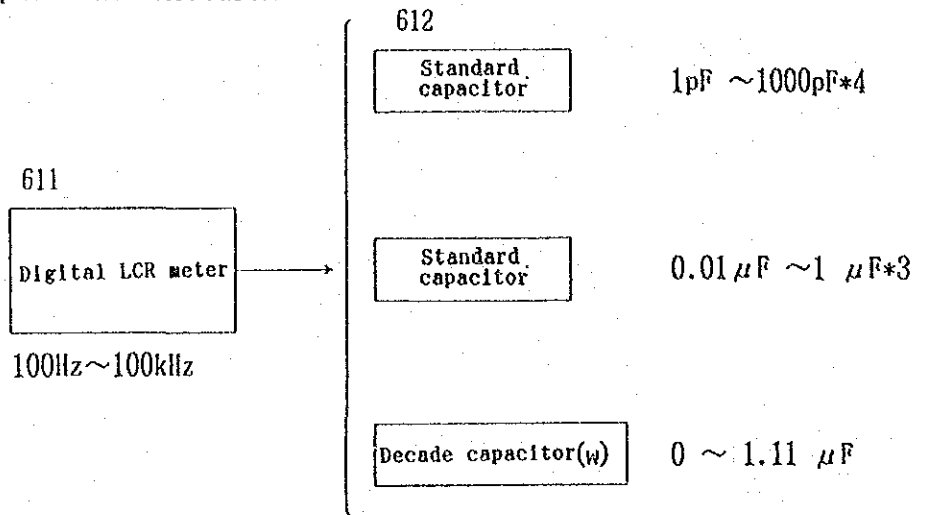 612
Standard
capacitor
1pF ~1000pF*4
611
Digital LCR meter
Standard
capacitor
0.01μF ~1 μF*3
100Hz~100kHz
Decade capacitor(w)
0 ~ 1.11 μF